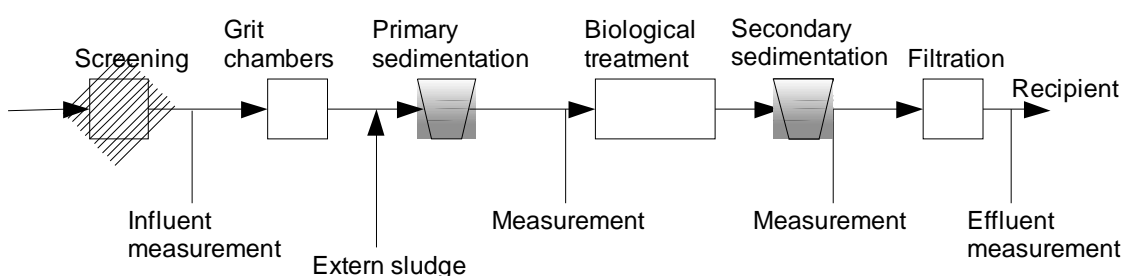 Screening
Grit
chambers
Primary
sedimentation
Biological
treatment
Secondary
sedimentation
Filtration
Recipient
Influent
measurement
Extern sludge
Measurement
Measurement
Effluent
measurement